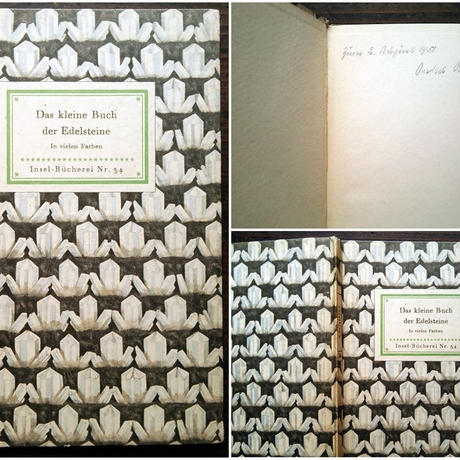 Das kleine Buch
der Edelsteine
In vielen Farben
Insel-Bücherei Nr. 54
Zum 2. August
Das kleine Buch
der Edelsteine
In vielen Farben
Insel-Bücherei Nr. 54